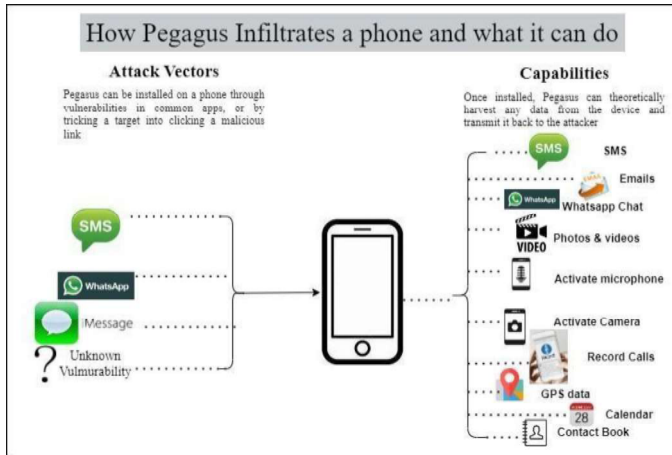 How Pegagus Infiltrates a phone and what it can do
Attack Vectors
Pegasus can be installed on a phone through
vulnerabilities in common apps, or by
tricking a target into clicking a malicious
link
SMS
WhatsApp
iMessage
?
Unknown
Vulmurability
Capabilities
Once installed, Pegasus can theoretically
harvest any data from the device and
transmit it back to the attacker
SMS
SMS
Emails
WhatsApp
Whatsapp Chat
VIDEO
Photos & videos
Activate microphone
Activate Camera
Record Calls
GPS data
28
Calendar
Contact Book